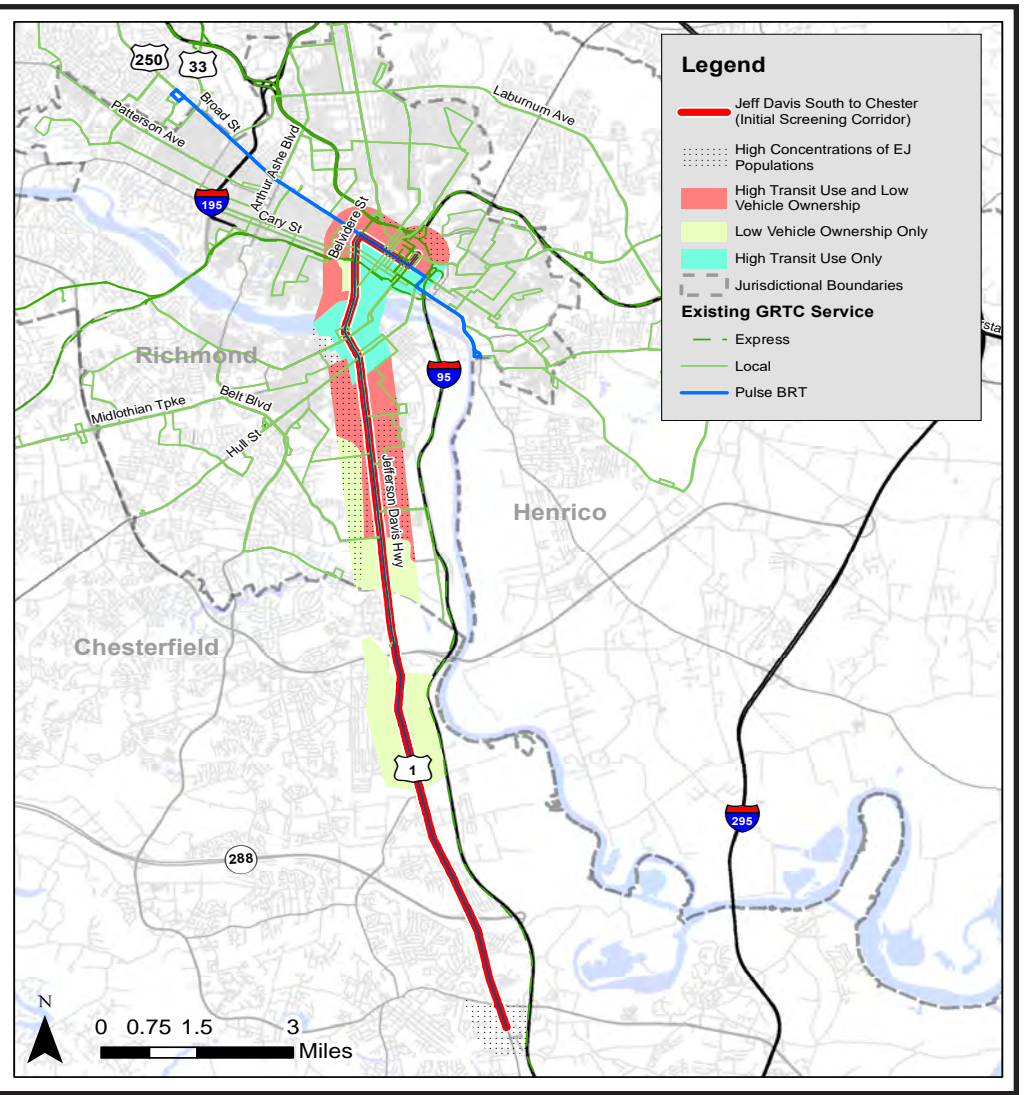 250
33
Broad St
Patterson Ave
Arthur Ashe Blvd
Laburnum Ave
195
Cary St
Belvidere St
Richmond
95
Belt Blvd
Midlothian Tpke
Hull St
Jefferson Davis Hwy
Henrico
Chesterfield
1
295
288
N
0 0.75 1.5 3
Miles
Legend
Jeff Davis South to Chester
(Initial Screening Corridor)
High Concentrations of EJ
Populations
High Transit Use and Low
Vehicle Ownership
Low Vehicle Ownership Only
High Transit Use Only
Jurisdictional Boundaries
Existing GRTC Service
Express
Local
Pulse BRT